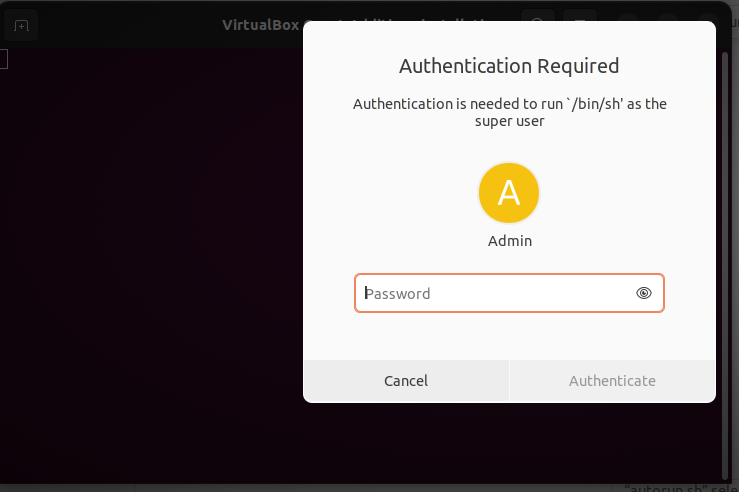 VirtualBox
Authentication Required
Authentication is needed to run `/bin/sh' as the
super user
A
Admin
Password
Cancel
Authenticate
"autorun.sh"